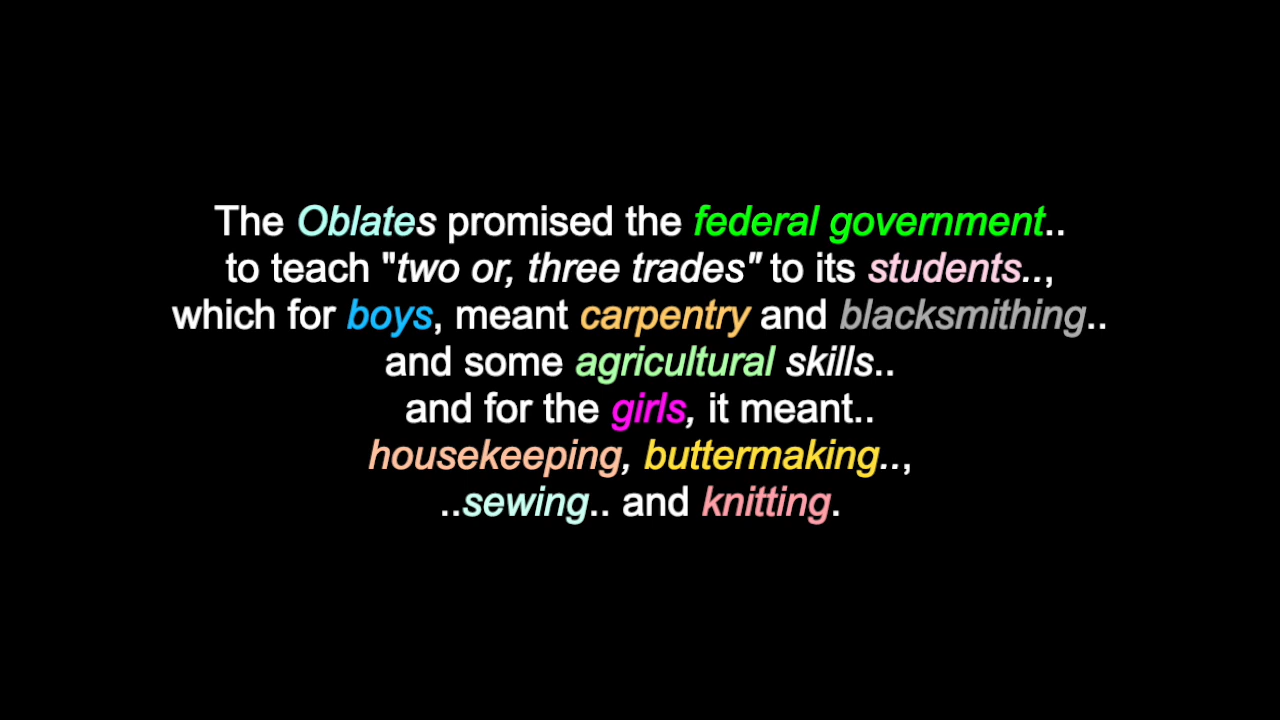 The Oblates promised the federal government..
to teach "two or, three trades" to its students..,
which for boys, meant carpentry and blacksmithing..
and some agricultural skills..
and for the girls, it meant..
housekeeping, buttermaking..,
..sewing.. and knitting.